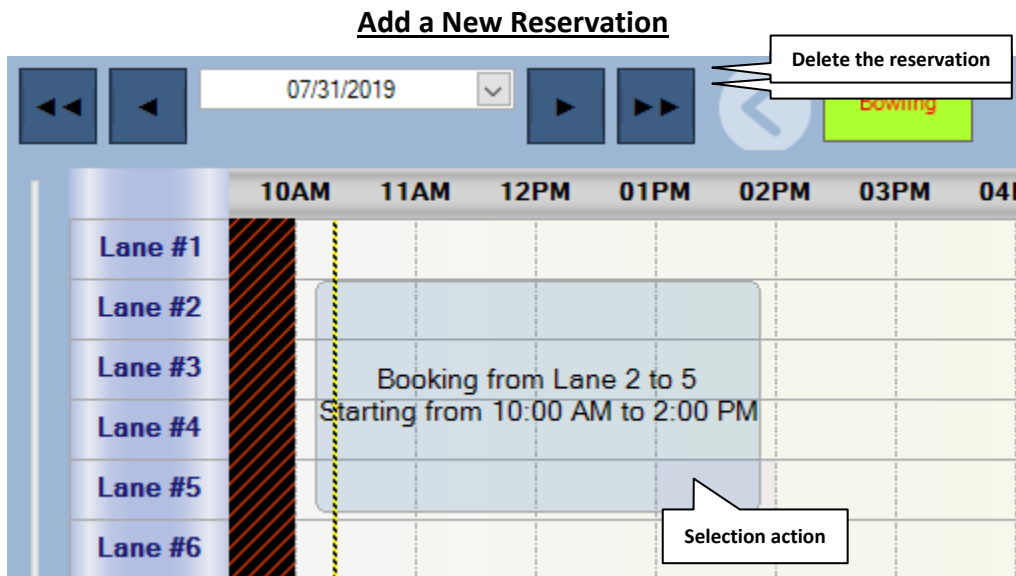 Add a New Reservation
Delete the reservation
07/31/2019
Bowling
10AM 11AM 12PM 01PM 02PM 03PM
Lane #1
Lane #2
Lane #3
Booking from Lane 2 to 5
Starting from 10:00 AM to 2:00 PM
Lane #4
Lane #5
Selection action
Lane #6